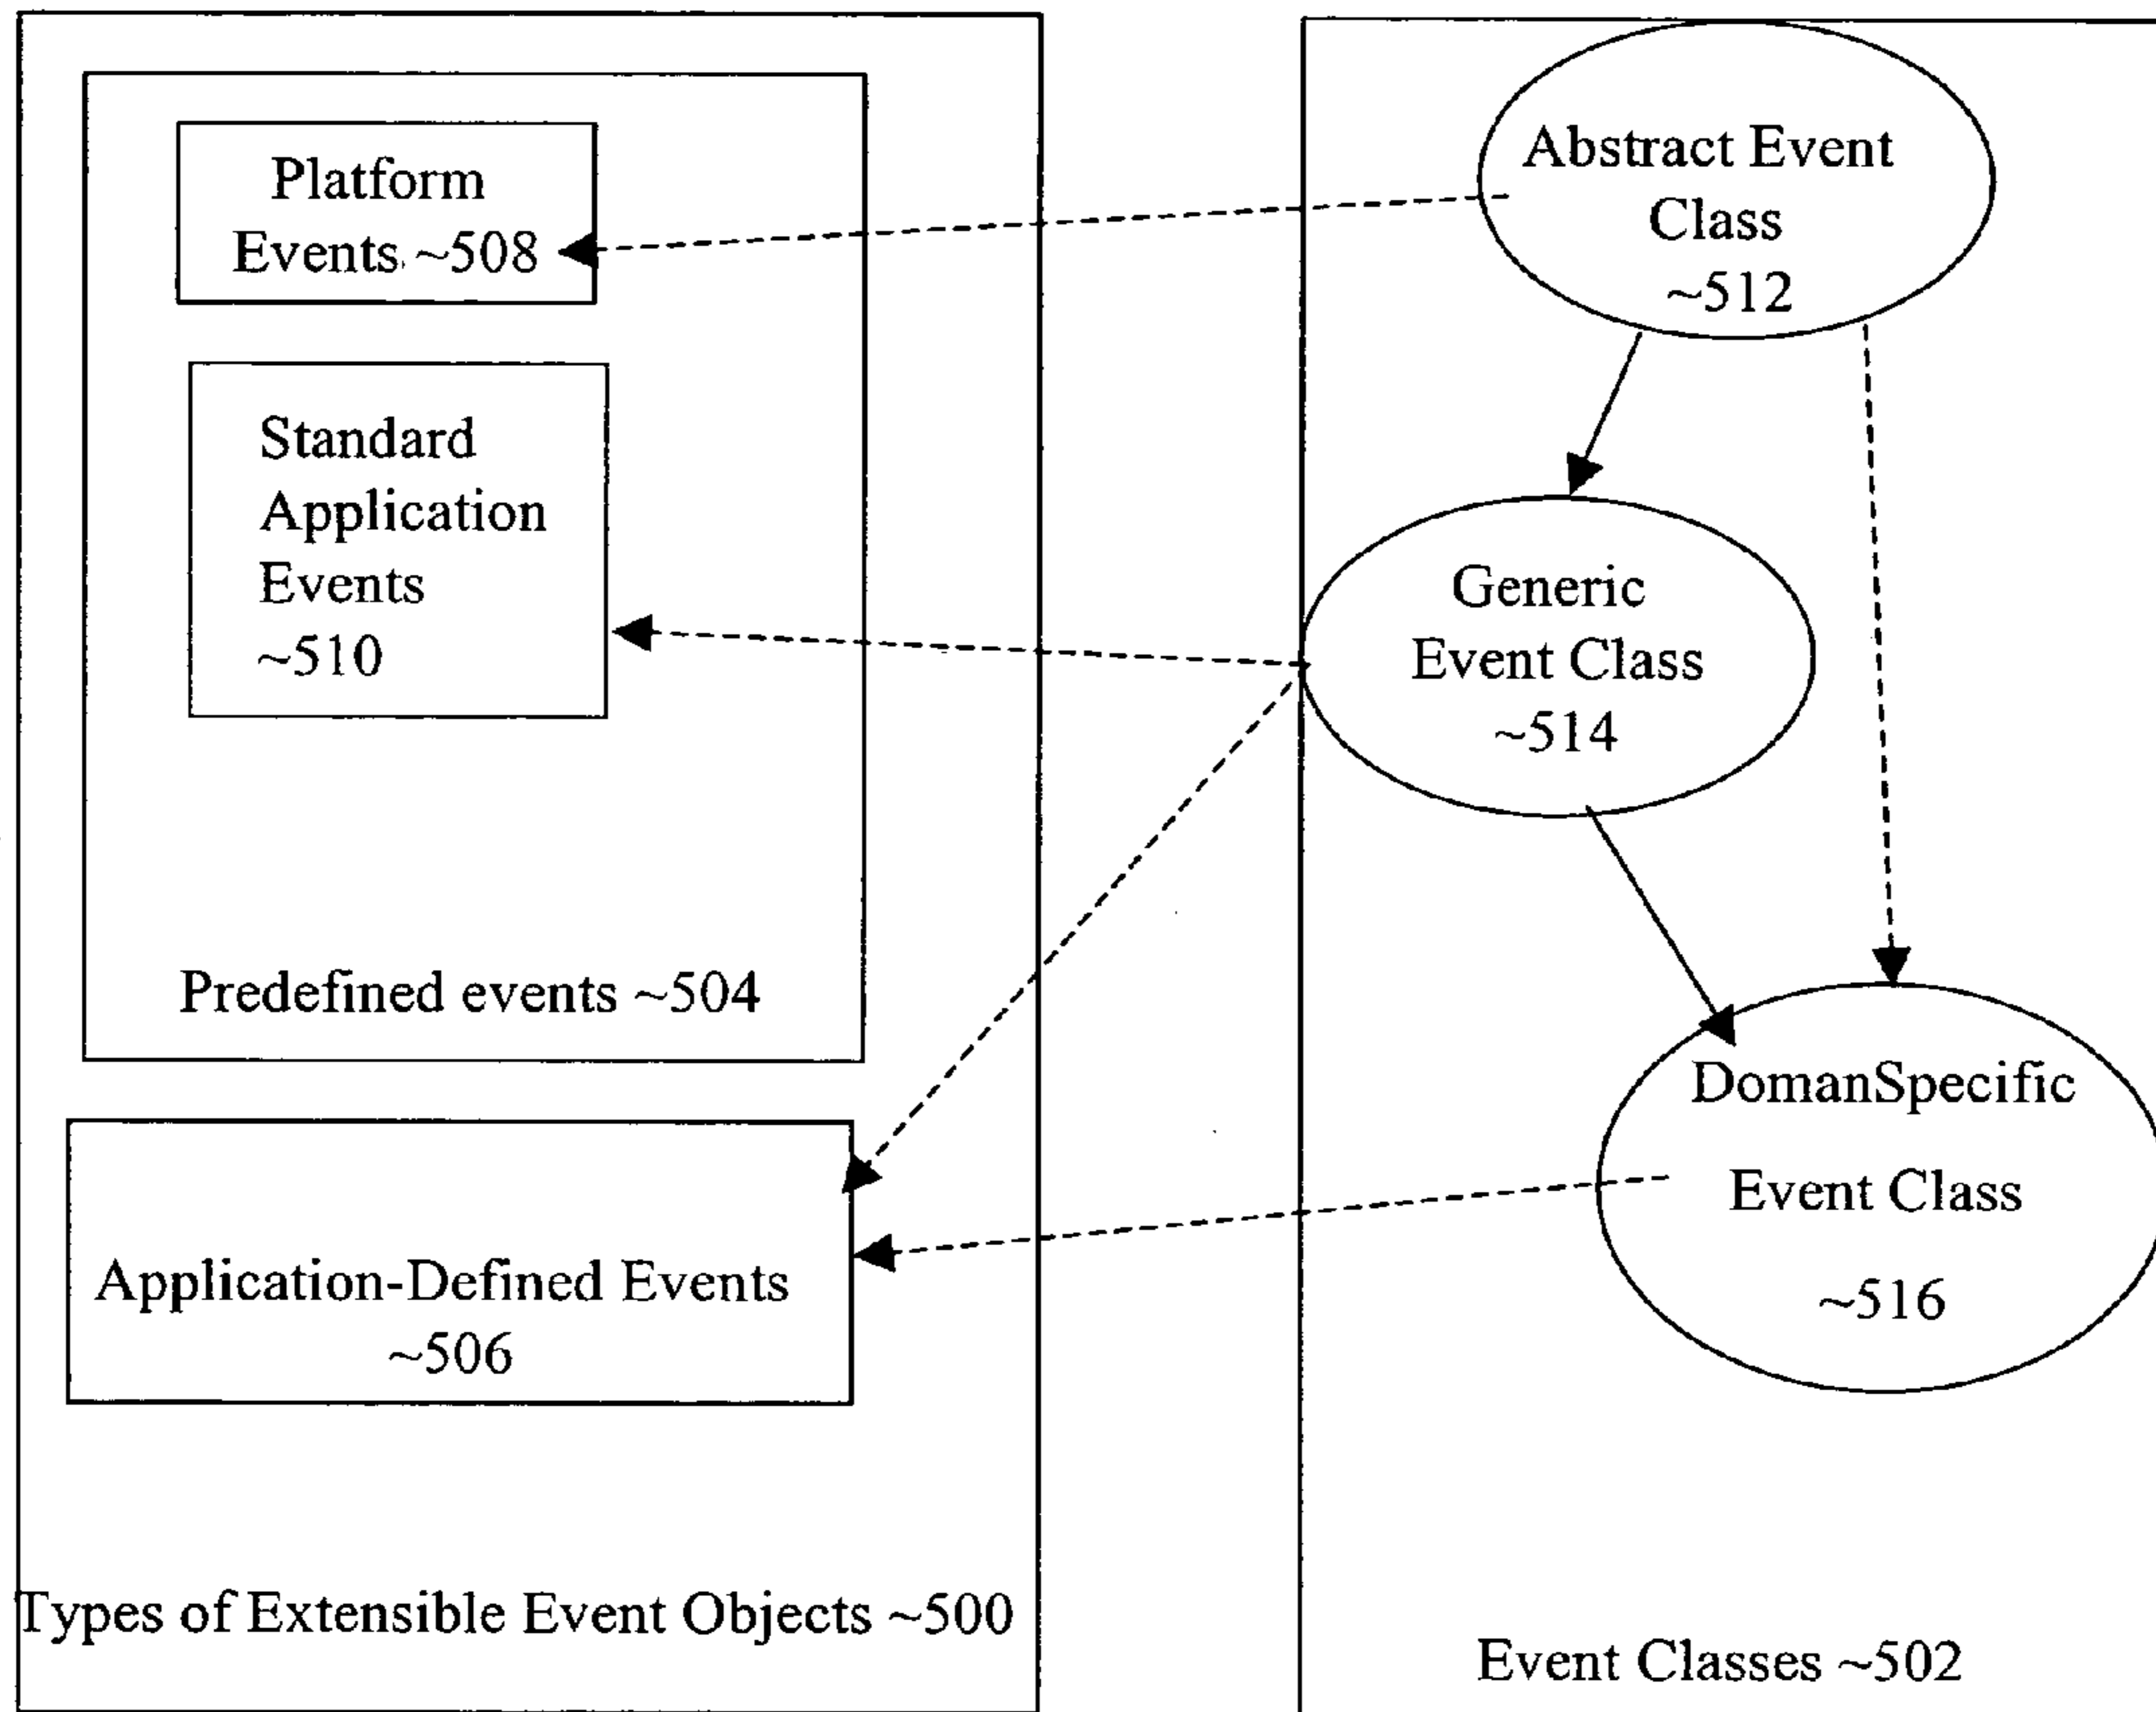 Platform
Events ~508
Standard
Application
Events
~510
Predefined events ~504
Application-Defined Events
~506
Types of Extensible Event Objects ~500
Abstract Event
Class
~512
Generic
Event Class
~514
DomanSpecific
Event Class
~516
Event Classes ~502